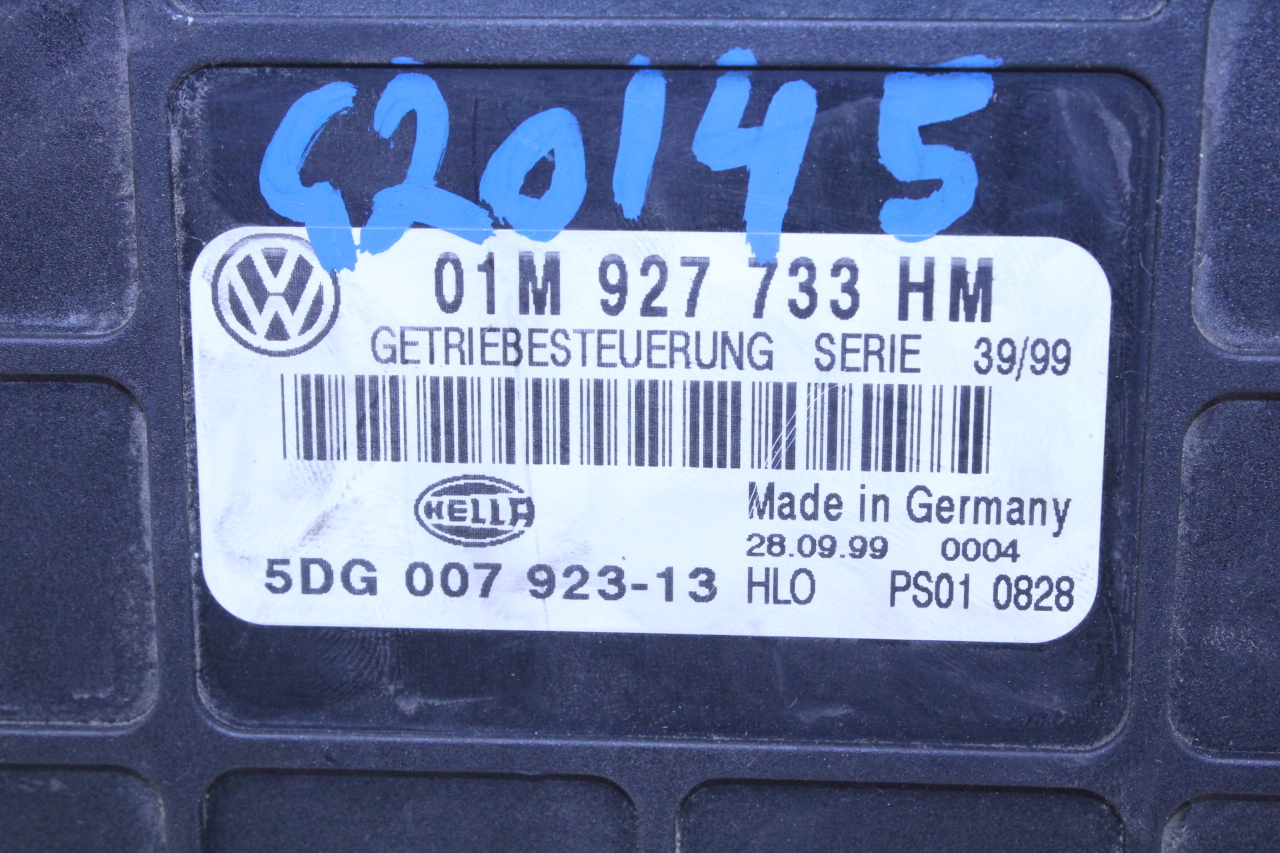 G20145
01M 927 733 HM
GETRIEBESTEUERUNG SERIE 39/99
HELLA
Made in Germany
28.09.99 0004
5DG 007 923-13 HLO PS01 0828